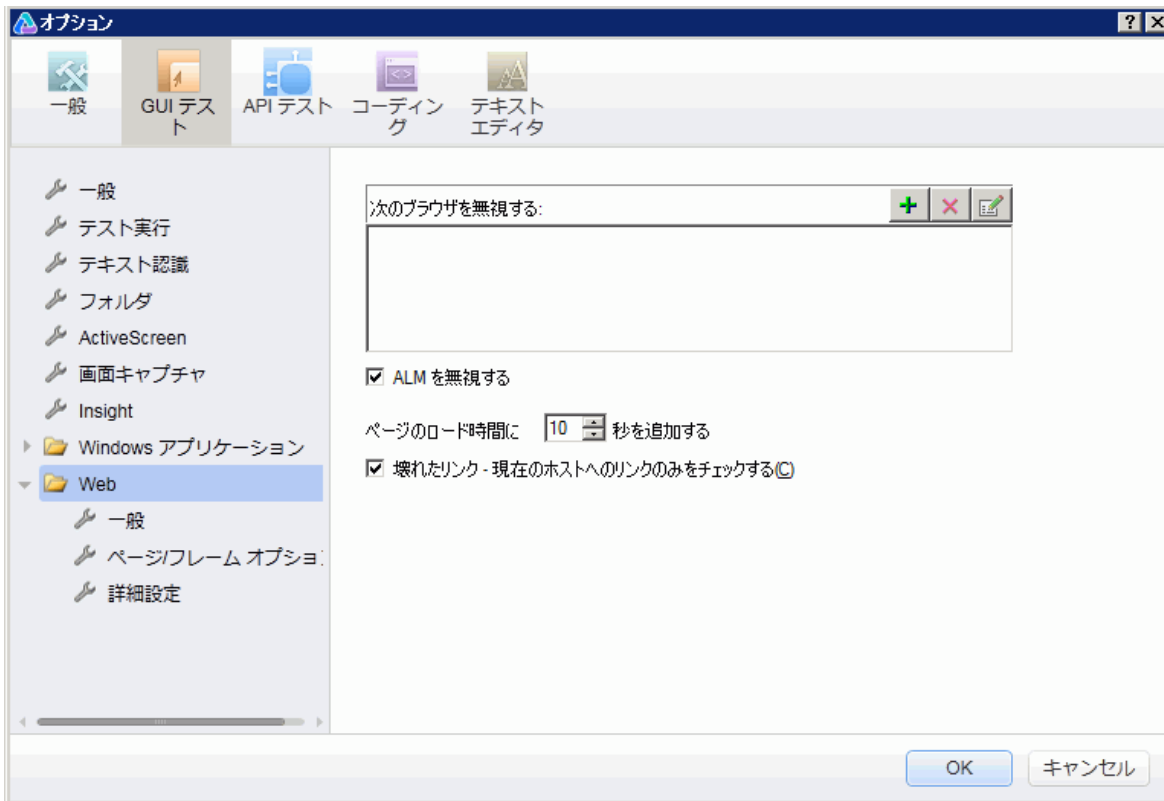 オプション
一般
GUI テス
ト
API テスト
コーディン
グ
テキスト
エディタ
一般
テスト実行
テキスト認識
フォルダ
ActiveScreen
画面キャプチャ
Insight
Windows アプリケーション
Web
一般
ページ/フレーム オプショ
詳細設定
次のブラウザを無視する:
ALM を無視する
ページのロード時間に 10 秒を追加する
壊れたリンク - 現在のホストへのリンクのみをチェックする(C)
OK
キャンセル